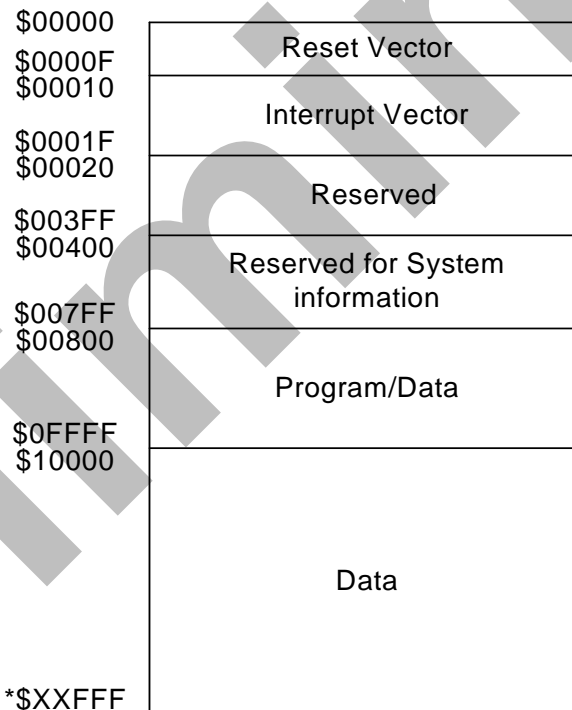 $00000
Reset Vector
$0000F
$00010
Interrupt Vector
$0001F
$00020
Reserved
$003FF
$00400
Reserved for System
information
$007FF
$00800
Program/Data
$0FFFF
$10000
Data
*$XXFFF